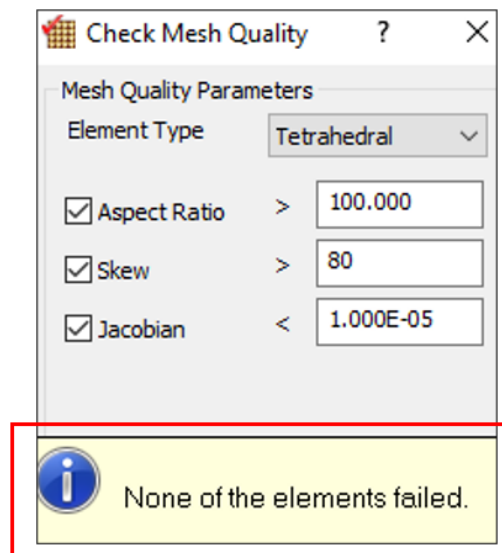 Check Mesh Quality ? ×
Mesh Quality Parameters
Element Type Tetrahedral
Aspect Ratio > 100.000
Skew > 80
Jacobian < 1.000E-05
None of the elements failed.